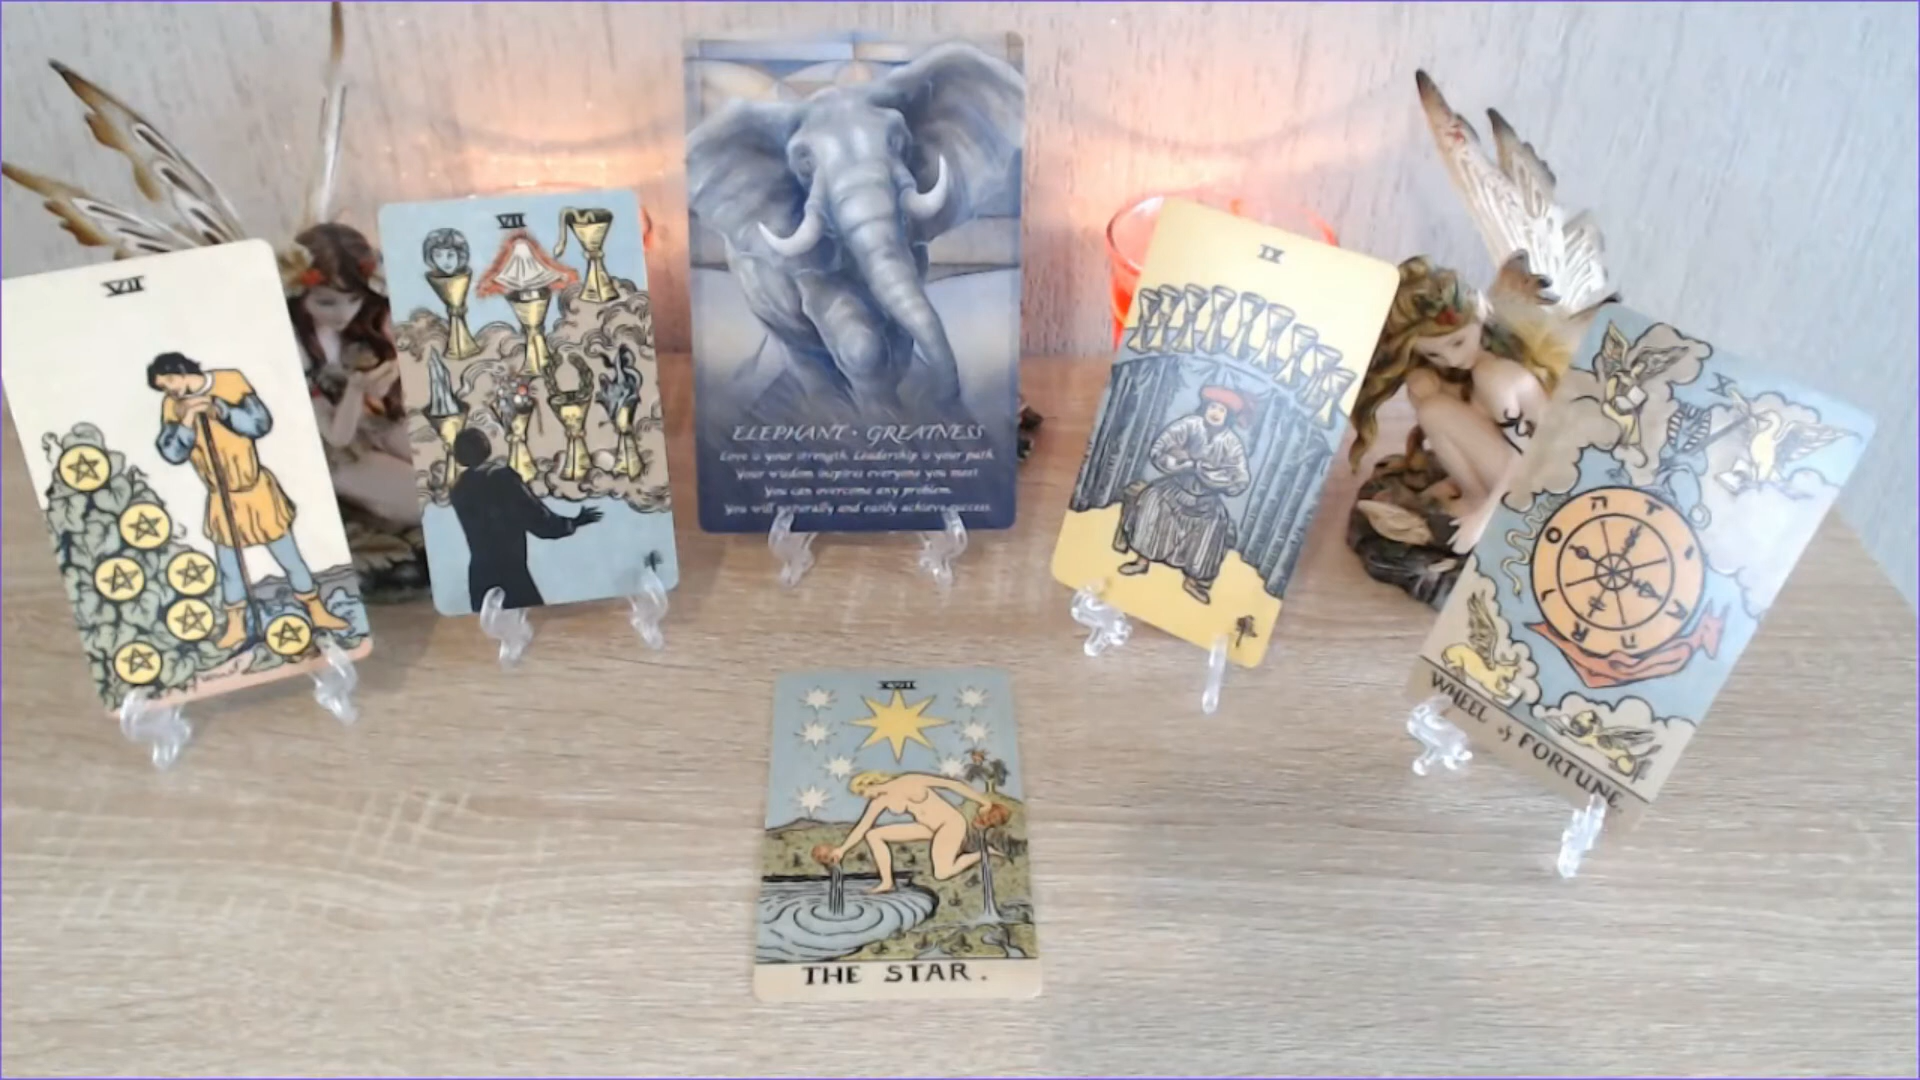 VII
VII
ELEPHANT • GREATNESS
Love is your strength. Leadership is your path.
Your wisdom inspires everyone you meet.
You can overcome any problem.
You will naturally and easily achieve success.
IX
X
WHEEL of FORTUNE.
XVII
THE STAR.